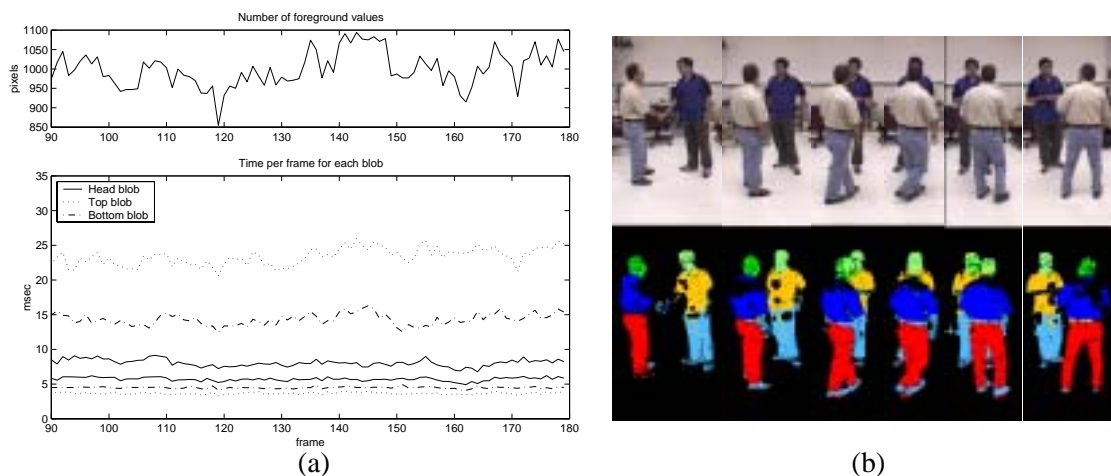 Number of foreground values
1100
1050
1000
950
900
850
pixels
90 100 110 120 130 140 150 160 170 180
Time per frame for each blob
35
30
25
20
15
10
5
0
msec
Head blob
Top blob
Bottom blob
90 100 110 120 130 140 150 160 170 180
frame
(a)
(b)